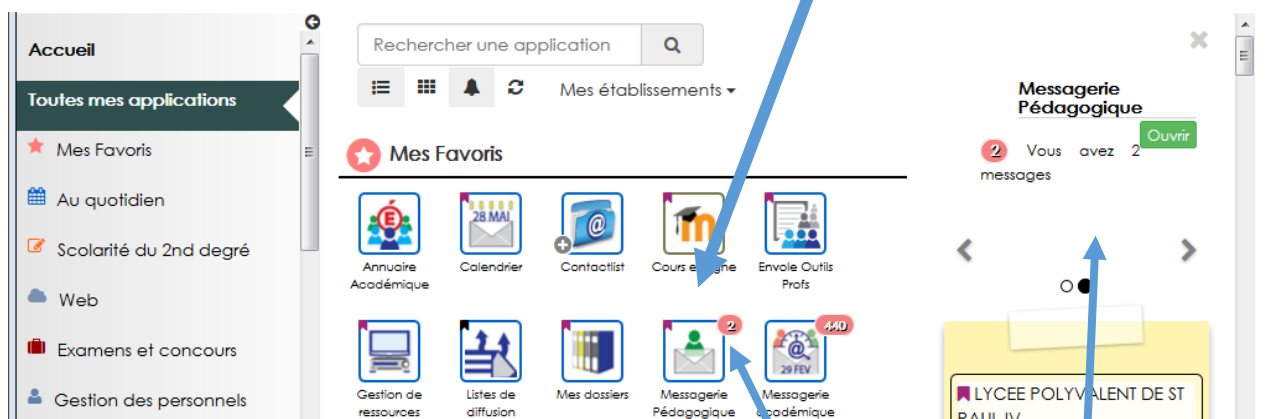 Accueil
Toutes mes applications
Mes Favoris
Au quotidien
Scolarité du 2nd degré
Web
Examens et concours
Gestion des personnels
Rechercher une application
Mes établissements
Mes Favoris
28 MAI
Annuaire
Académique
Calendrier
Contactlist
Cours en ligne
Envole Outils
Profs
2
440
29 FEV
Gestion de
ressources
Listes de
diffusion
Mes dossiers
Messagerie
Pédagogique
Messagerie
académique
Messagerie
Pédagogique
Ouvrir
2 Vous avez 2
messages
LYCEE POLYVALENT DE ST